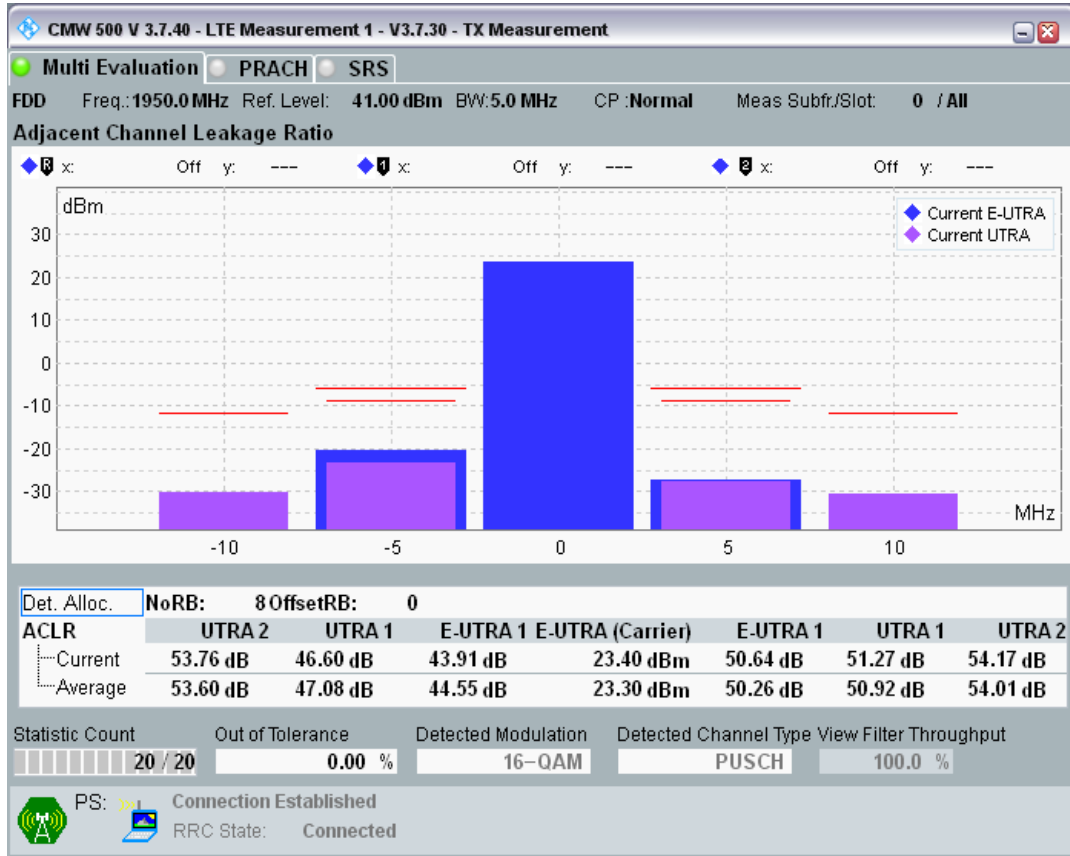 CMW 500 V 3.7.40 - LTE Measurement 1 - V3.7.30 - TX Measurement
Multi Evaluation PRACH SRS
FDD Freq.: 1950.0 MHz Ref. Level: 41.00 dBm BW: 5.0 MHz CP : Normal Meas Subfr./Slot: 0 / All
Adjacent Channel Leakage Ratio
R x: Off y: --- 1 x: Off y: --- 2 x: Off y: ---
dBm
Current E-UTRA
Current UTRA
30
20
10
0
-10
-20
-30
MHz
-10 -5 0 5 10
Det. Alloc. NoRB: 8 OffsetRB: 0
ACLR UTRA 2 UTRA 1 E-UTRA 1 E-UTRA (Carrier) E-UTRA 1 UTRA 1 UTRA 2
Current 53.76 dB 46.60 dB 43.91 dB 23.40 dBm 50.64 dB 51.27 dB 54.17 dB
Average 53.60 dB 47.08 dB 44.55 dB 23.30 dBm 50.26 dB 50.92 dB 54.01 dB
Statistic Count Out of Tolerance Detected Modulation Detected Channel Type View Filter Throughput
20 / 20 0.00 % 16-QAM PUSCH 100.0 %
PS: Connection Established
RRC State: Connected